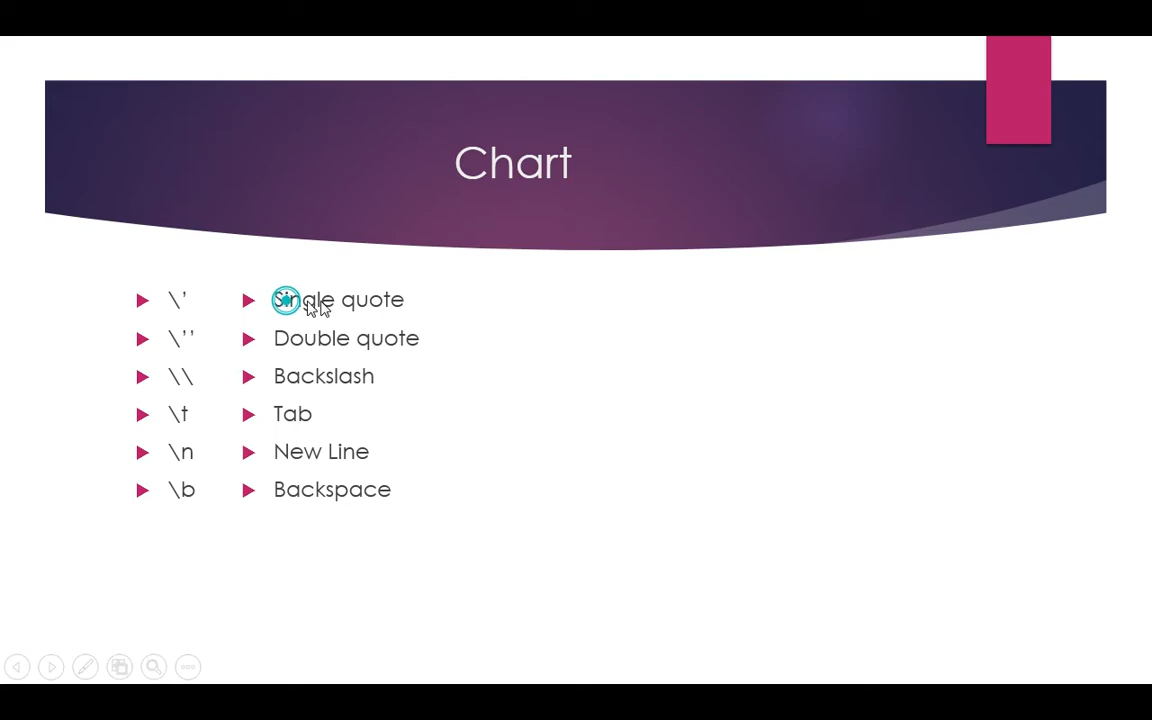 Chart
\’ Single quote
\’’ Double quote
\\ Backslash
\t Tab
\n New Line
\b Backspace